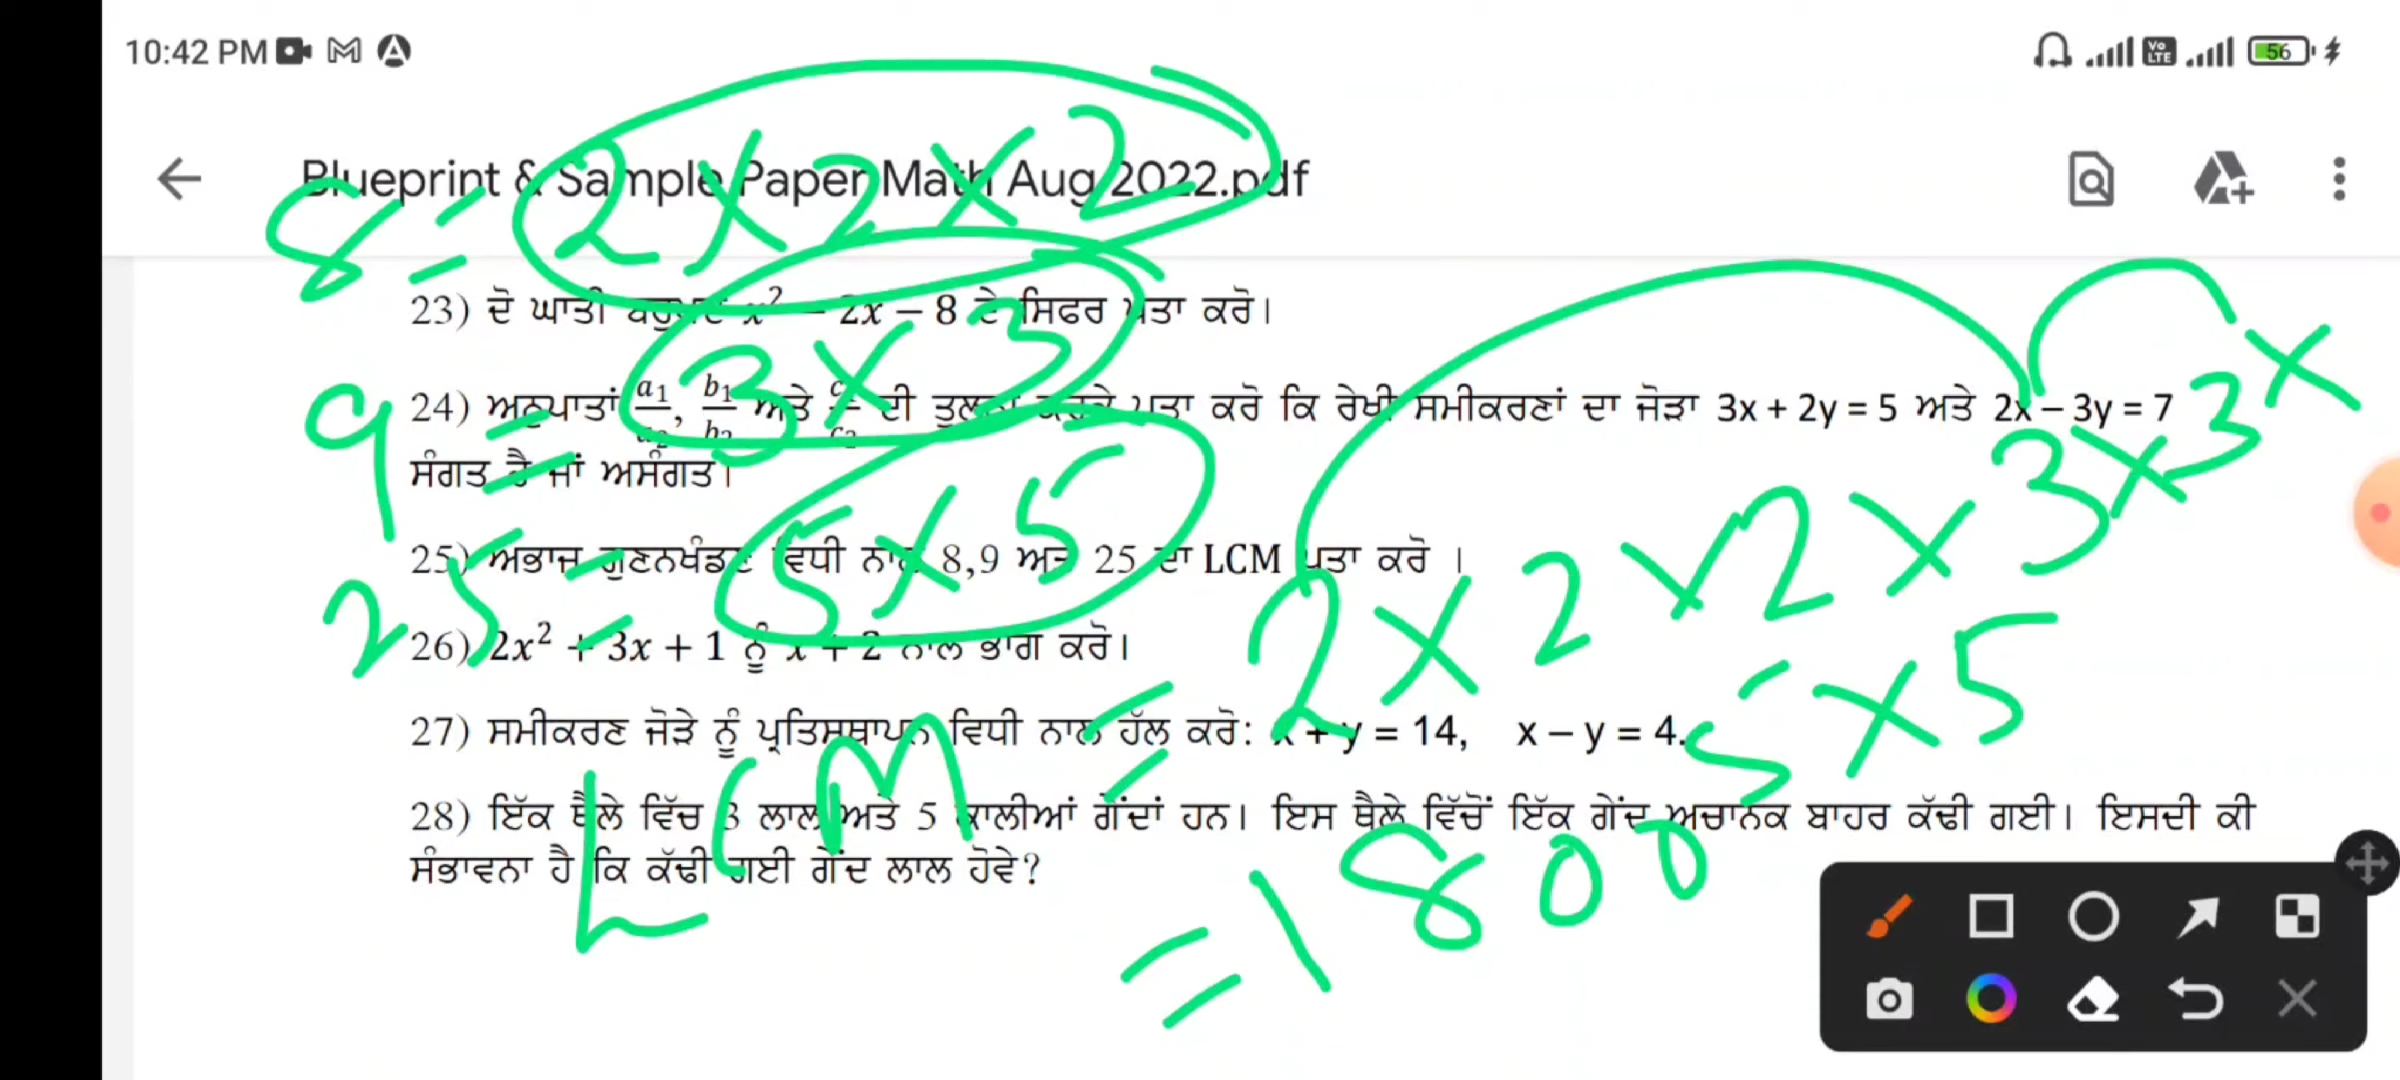 10:42 PM
56
Blueprint & Sample Paper Math Aug 2022.pdf
8 = 2 x 2 x 2
23) ਦੋ ਘਾਤੀ ਬਹੁਪਦ x² – 2x – 8 ਦੇ ਸਿਫਰ ਪਤਾ ਕਰੋ।
9 = 3 x 3
24) ਅਨੁਪਾਤਾਂ a₁/a₂, b₁/b₂ ਅਤੇ c₁/c₂ ਦੀ ਤੁਲਨਾ ਕਰਕੇ ਪਤਾ ਕਰੋ ਕਿ ਰੇਖੀ ਸਮੀਕਰਣਾਂ ਦਾ ਜੋੜਾ 3x + 2y = 5 ਅਤੇ 2x – 3y = 7
ਸੰਗਤ ਹੈ ਜਾਂ ਅਸੰਗਤ।
25) ਅਭਾਜ ਗੁਣਨਖੰਡਣ ਵਿਧੀ ਨਾਲ 8,9 ਅਤੇ 25 ਦਾ LCM ਪਤਾ ਕਰੋ ।
25 = 5 x 5
26) 2x² + 3x + 1 ਨੂੰ x + 2 ਨਾਲ ਭਾਗ ਕਰੋ।
27) ਸਮੀਕਰਣ ਜੋੜੇ ਨੂੰ ਪ੍ਰਤਿਸਥਾਪਨ ਵਿਧੀ ਨਾਲ ਹੱਲ ਕਰੋ: x + y = 14, x – y = 4.
LCM = 2 x 2 x 2 x 3 x 3 x
5 x 5
28) ਇੱਕ ਥੈਲੇ ਵਿੱਚ 3 ਲਾਲ ਅਤੇ 5 ਕਾਲੀਆਂ ਗੇਂਦਾਂ ਹਨ। ਇਸ ਥੈਲੇ ਵਿੱਚੋਂ ਇੱਕ ਗੇਂਦ ਅਚਾਨਕ ਬਾਹਰ ਕੱਢੀ ਗਈ। ਇਸਦੀ ਕੀ
ਸੰਭਾਵਨਾ ਹੈ ਕਿ ਕੱਢੀ ਗਈ ਗੇਂਦ ਲਾਲ ਹੋਵੇ?
= 1800